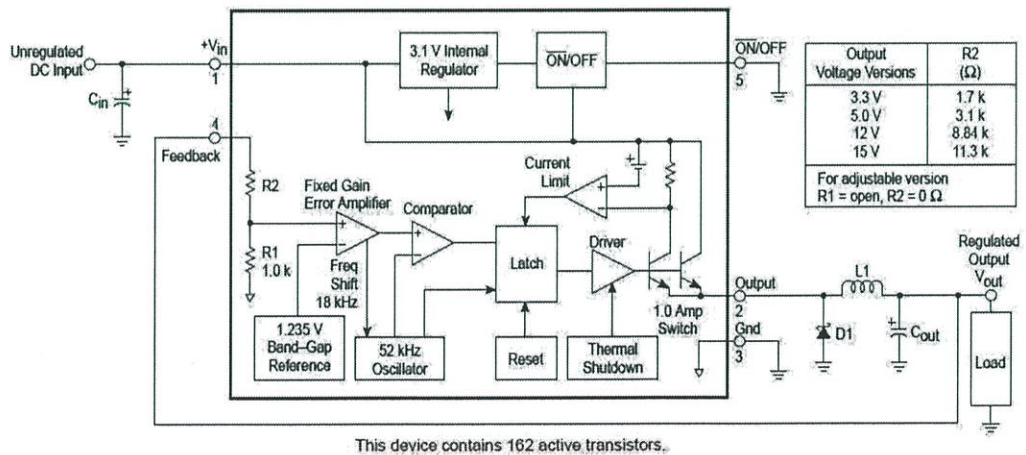 Unregulated
DC Input
Cin
+
+Vin
1
4
Feedback
R2
R1
1.0 k
3.1 V Internal
Regulator
ON/OFF
ON/OFF
5
Fixed Gain
Error Amplifier
Comparator
+
−
+
−
Freq
Shift
18 kHz
1.235 V
Band–Gap
Reference
52 kHz
Oscillator
Current
Limit
+
−
+
Latch
Driver
Reset
Thermal
Shutdown
1.0 Amp
Switch
Output
2
Gnd
3
L1
D1
+
Cout
Regulated
Output
Vout
Load
Output
Voltage Versions
R2
(Ω)
3.3 V
1.7 k
5.0 V
3.1 k
12 V
8.84 k
15 V
11.3 k
For adjustable version
R1 = open, R2 = 0 Ω
This device contains 162 active transistors.